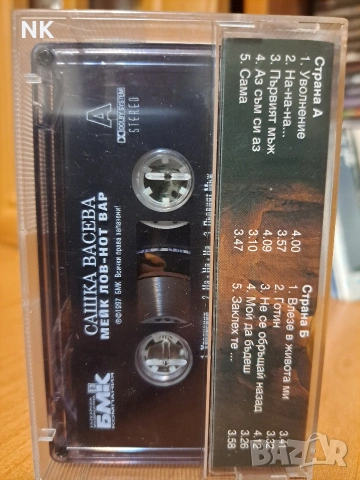 NK
A
DOLBY SYSTEM
STEREO
САШКА ВАСЕВА
МЕЙК ЛОВ-НОТ ВАР
℗©1997 БМК Всички права запазени!
БМК
Страна А
1. Уволнение 4.00
2. На-на-на... 3.57
3. Първият мъж 4.09
4. Аз съм си аз 3.10
5. Сама 3.47
Страна Б
1. Влезе в живота ми 3.41
2. Готин 3.32
3. Не се обръщай назад 4.12
4. Мой да бъдеш 3.26
5. Заклех те ... 3.58
bazar